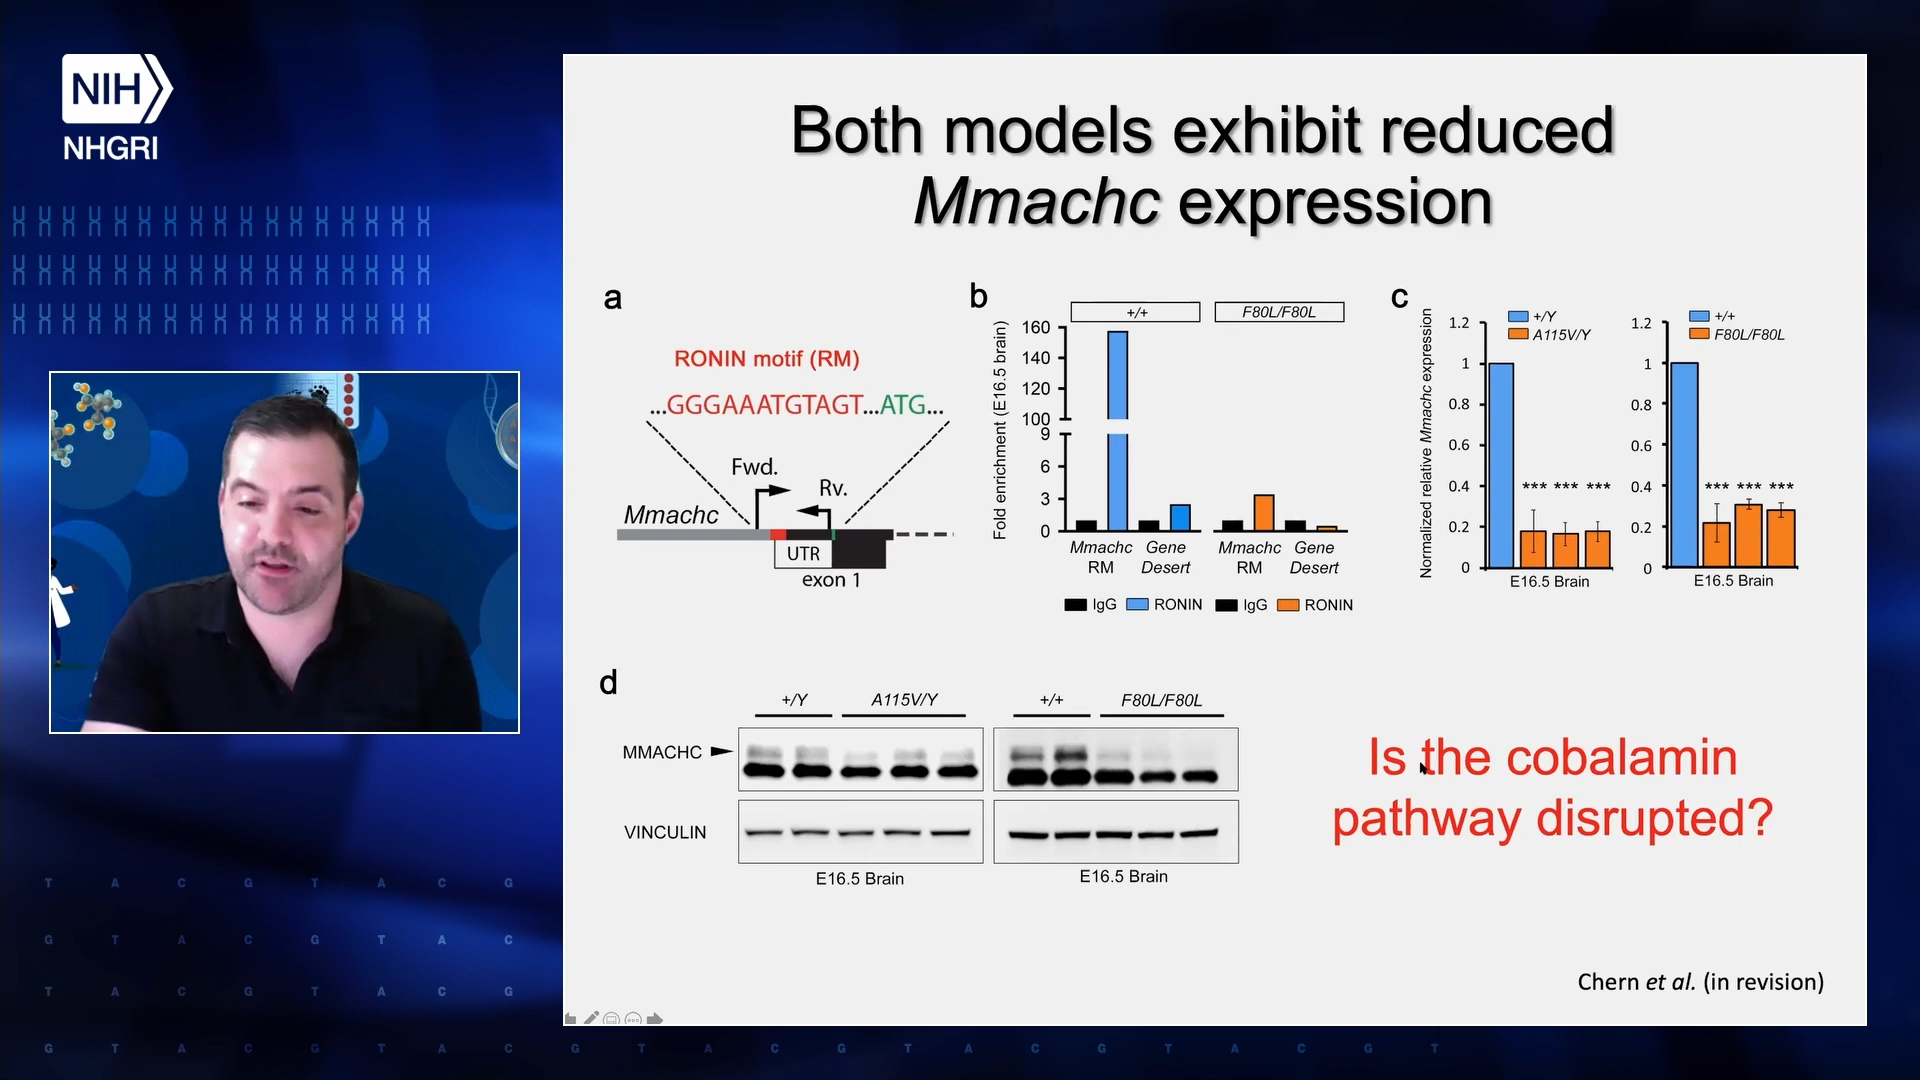 NIH
NHGRI
Both models exhibit reduced
Mmachc expression
a
RONIN motif (RM)
...GGGAAATGTAGT...ATG...
Fwd.
Rv.
Mmachc
UTR
exon 1
b
+/+
F80L/F80L
Fold enrichment (E16.5 brain)
160
140
120
100
9
6
3
0
Mmachc RM
Gene Desert
Mmachc RM
Gene Desert
IgG RONIN IgG RONIN
c
Normalized relative Mmachc expression
+/Y
A115V/Y
1.2
1
0.8
0.6
0.4
0.2
0
*** *** ***
E16.5 Brain
+/+
F80L/F80L
1.2
1
0.8
0.6
0.4
0.2
0
*** *** ***
E16.5 Brain
d
+/Y A115V/Y +/+ F80L/F80L
MMACHC
VINCULIN
E16.5 Brain E16.5 Brain
Is the cobalamin
pathway disrupted?
Chern et al. (in revision)
T A C G T A C G
G T A C G T A C
T A C G T A C G
G T A C G T A C G T A C G T A C G T A C G T